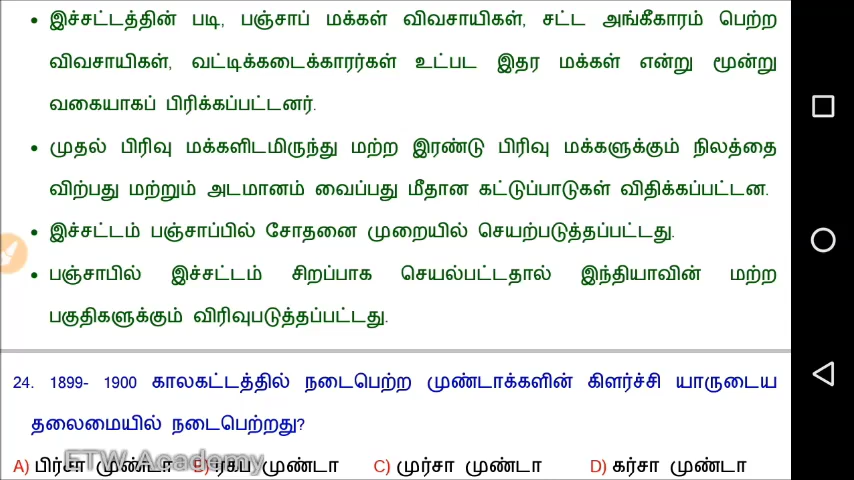 • இச்சட்டத்தின் படி, பஞ்சாப் மக்கள் விவசாயிகள், சட்ட அங்கீகாரம் பெற்ற
விவசாயிகள், வட்டிக்கடைக்காரர்கள் உட்பட இதர மக்கள் என்று மூன்று
வகையாகப் பிரிக்கப்பட்டனர்.
• முதல் பிரிவு மக்களிடமிருந்து மற்ற இரண்டு பிரிவு மக்களுக்கும் நிலத்தை
விற்பது மற்றும் அடமானம் வைப்பது மீதான கட்டுப்பாடுகள் விதிக்கப்பட்டன.
• இச்சட்டம் பஞ்சாப்பில் சோதனை முறையில் செயற்படுத்தப்பட்டது.
• பஞ்சாபில் இச்சட்டம் சிறப்பாக செயல்பட்டதால் இந்தியாவின் மற்ற
பகுதிகளுக்கும் விரிவுபடுத்தப்பட்டது.
24. 1899- 1900 காலகட்டத்தில் நடைபெற்ற முண்டாக்களின் கிளர்ச்சி யாருடைய
தலைமையில் நடைபெற்றது?
A) பிர்சா முண்டா B) முண்டா C) முர்சா முண்டா D) கர்சா முண்டா
ETW Academy